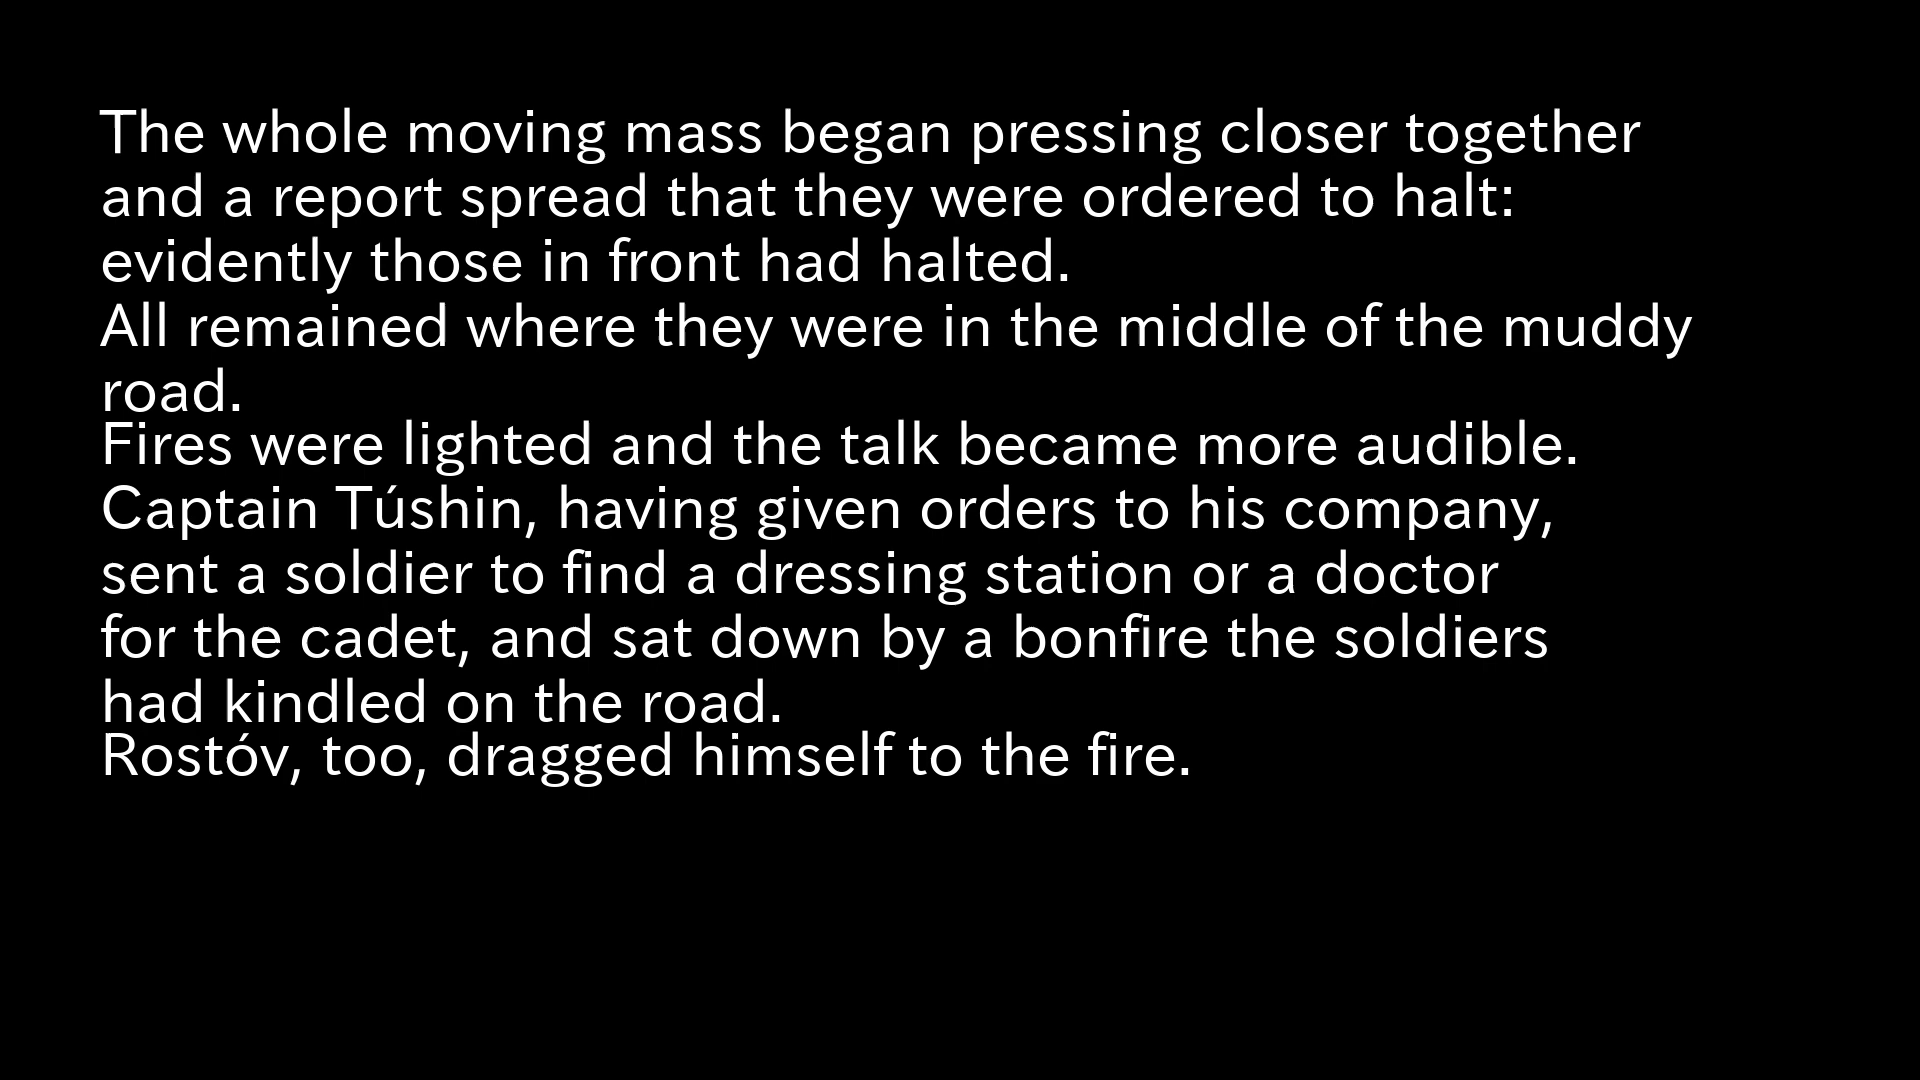 The whole moving mass began pressing closer together
and a report spread that they were ordered to halt:
evidently those in front had halted.
All remained where they were in the middle of the muddy
road.
Fires were lighted and the talk became more audible.
Captain Túshin, having given orders to his company,
sent a soldier to find a dressing station or a doctor
for the cadet, and sat down by a bonfire the soldiers
had kindled on the road.
Rostóv, too, dragged himself to the fire.